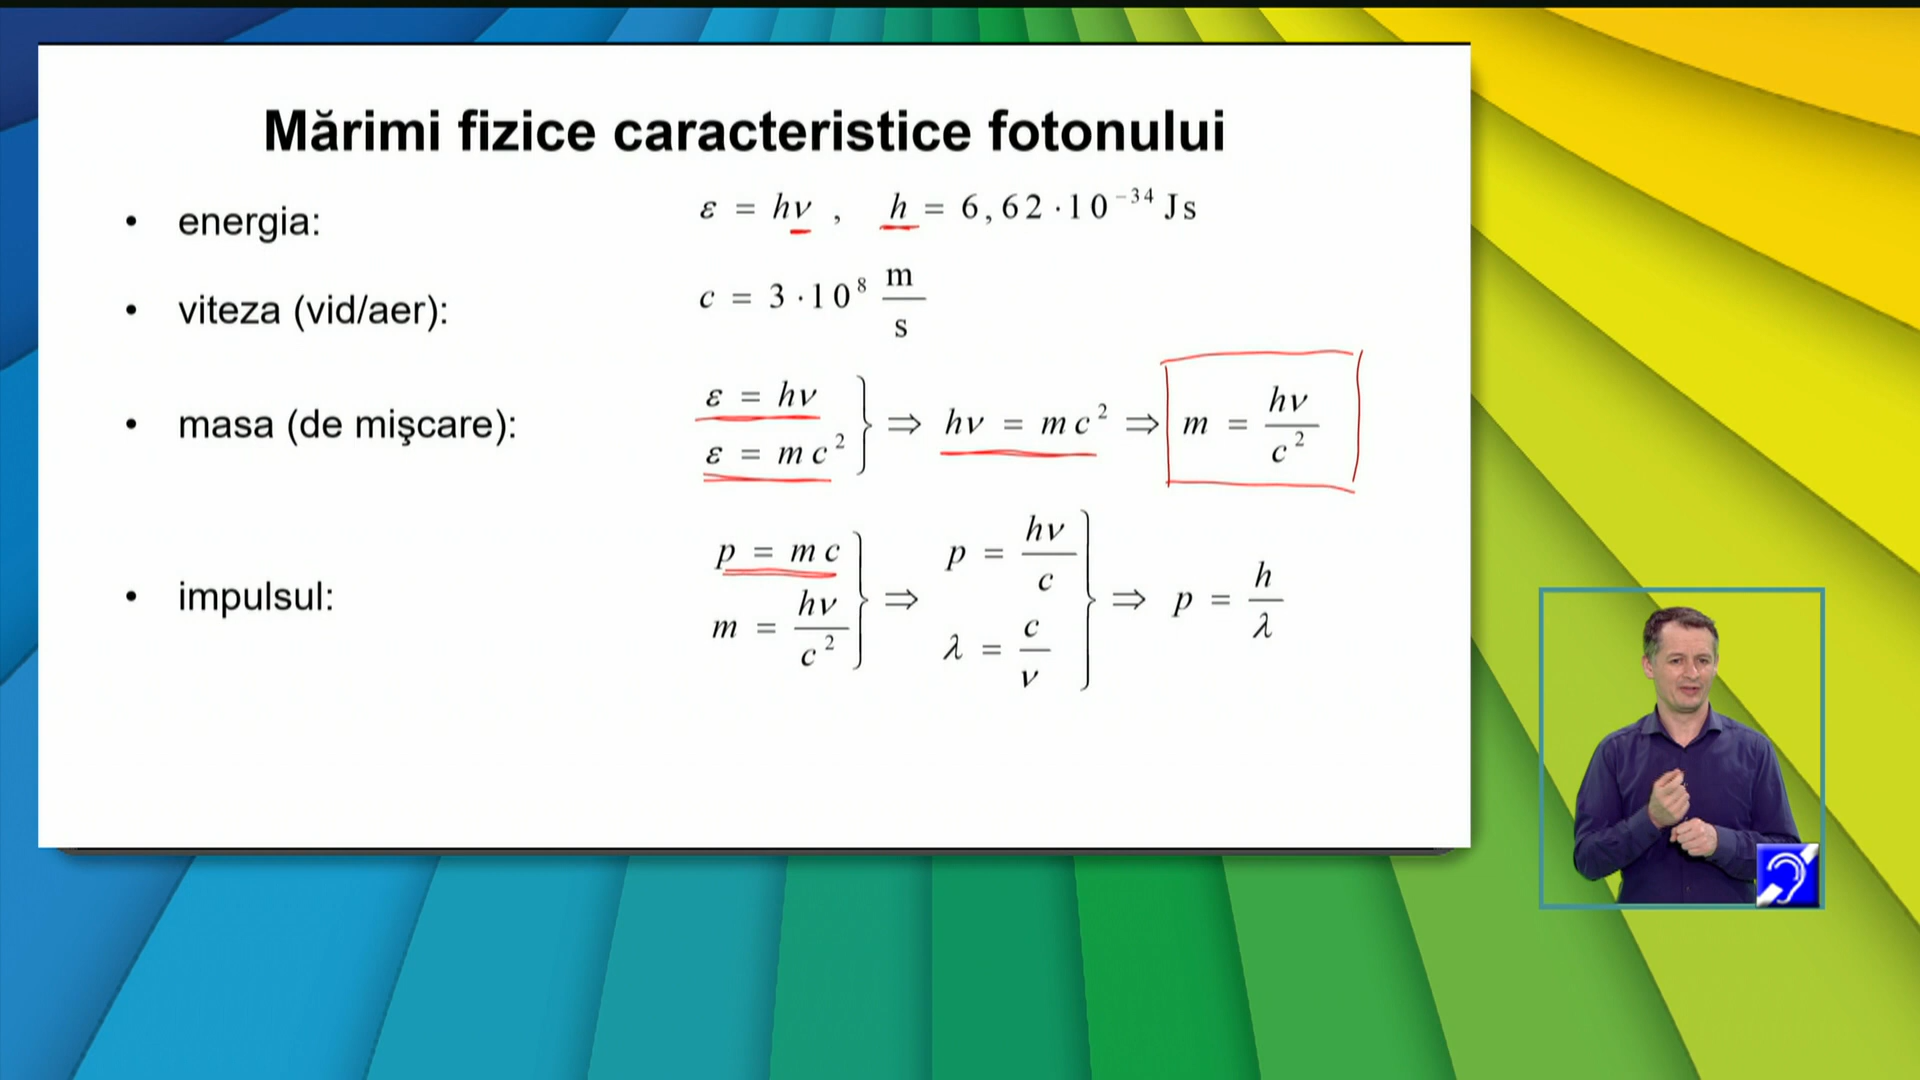 Mărimi fizice caracteristice fotonului
• energia: ε = hν , h = 6,62·10⁻³⁴ Js
• viteza (vid/aer): c = 3·10⁸ m/s
• masa (de mişcare): ε = hν
ε = mc² } ⇒ hν = mc² ⇒ m = hν/c²
• impulsul: p = mc
m = hν/c² } ⇒ p = hν/c
λ = c/ν } ⇒ p = h/λ